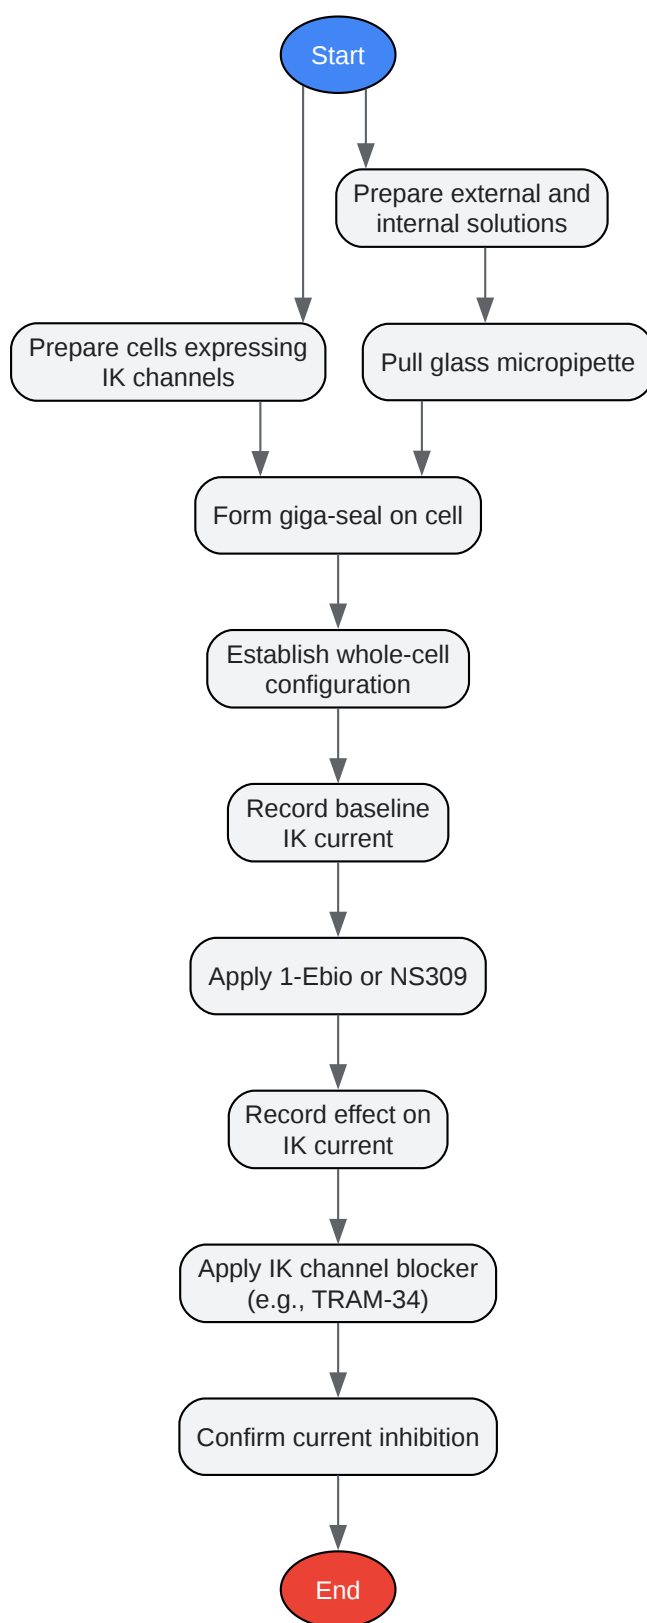 Start
Prepare external and
internal solutions
Prepare cells expressing
IK channels
Pull glass micropipette
Form giga-seal on cell
Establish whole-cell
configuration
Record baseline
IK current
Apply 1-Ebio or NS309
Record effect on
IK current
Apply IK channel blocker
(e.g., TRAM-34)
Confirm current inhibition
End